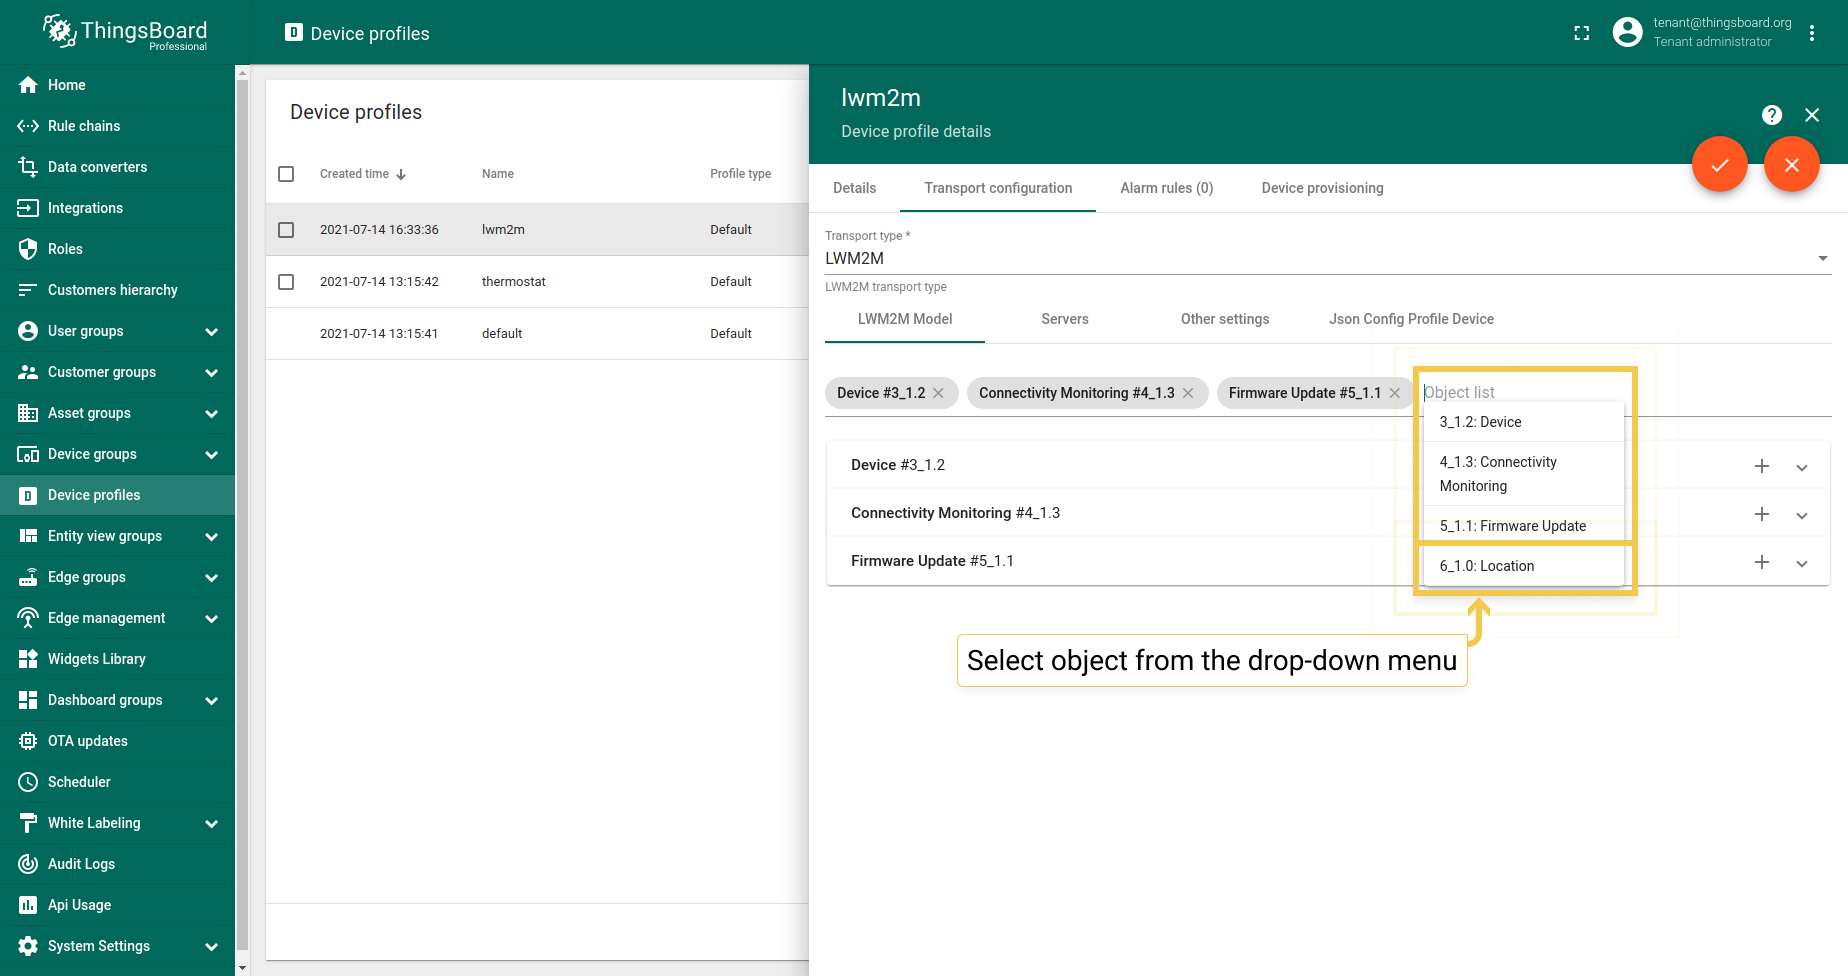 ThingsBoard
Professional
Device profiles
tenant@thingsboard.org
Tenant administrator
Home
Rule chains
Data converters
Integrations
Roles
Customers hierarchy
User groups
Customer groups
Asset groups
Device groups
Device profiles
Entity view groups
Edge groups
Edge management
Widgets Library
Dashboard groups
OTA updates
Scheduler
White Labeling
Audit Logs
Api Usage
System Settings
Device profiles
Created time Name Profile type
2021-07-14 16:33:36 lwm2m Default
2021-07-14 13:15:42 thermostat Default
2021-07-14 13:15:41 default Default
lwm2m
Device profile details
Details Transport configuration Alarm rules (0) Device provisioning
Transport type *
LWM2M
LWM2M transport type
LWM2M Model Servers Other settings Json Config Profile Device
Device #3_1.2 Connectivity Monitoring #4_1.3 Firmware Update #5_1.1 Object list
3_1.2: Device
4_1.3: Connectivity
Monitoring
5_1.1: Firmware Update
6_1.0: Location
Device #3_1.2
Connectivity Monitoring #4_1.3
Firmware Update #5_1.1
Select object from the drop-down menu